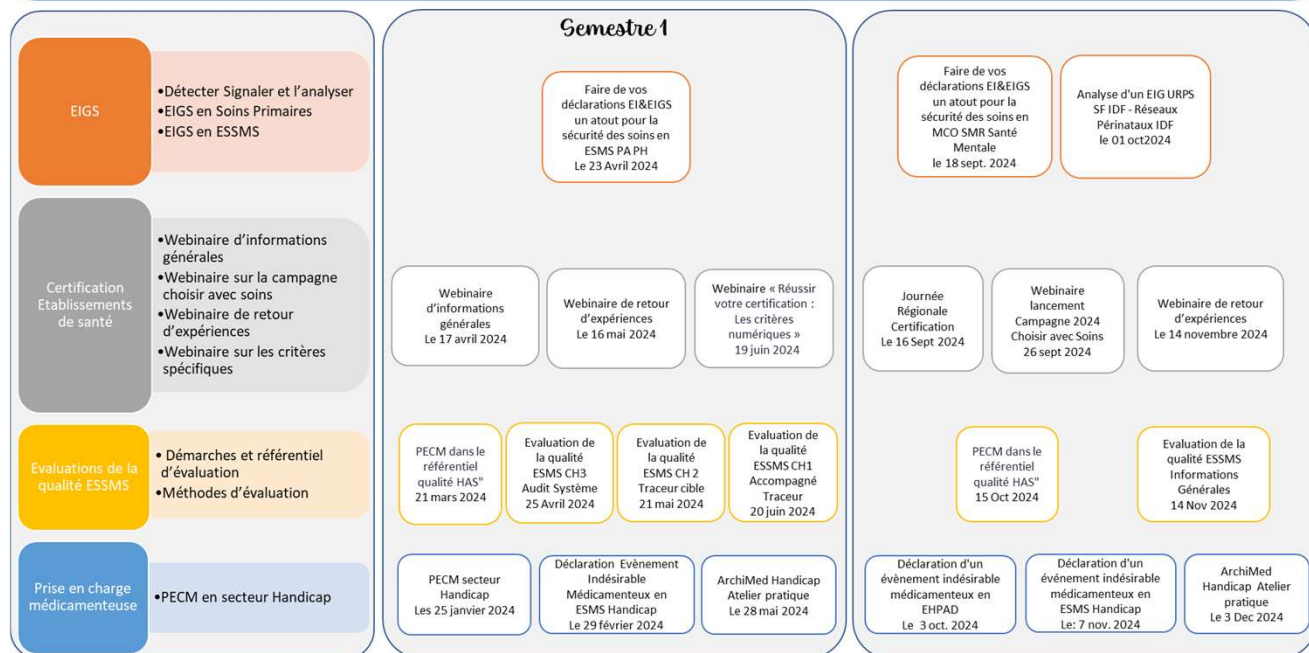 Semestre 1
EIGS
•Détecter Signaler et l'analyser
•EIGS en Soins Primaires
•EIGS en ESSMS
Faire de vos
déclarations EI&EIGS
un atout pour la
sécurité des soins en
ESMS PA PH
Le 23 Avril 2024
Faire de vos
déclarations EI&EIGS
un atout pour la
sécurité des soins en
MCO SMR Santé
Mentale
le 18 sept. 2024
Analyse d'un EIG URPS
SF IDF - Réseaux
Périnataux IDF
le 01 oct2024
Certification
Etablissements
de santé
•Webinaire d'informations
générales
•Webinaire sur la campagne
choisir avec soins
•Webinaire de retour
d'expériences
•Webinaire sur les critères
spécifiques
Webinaire
d'informations
générales
Le 17 avril 2024
Webinaire de retour
d'expériences
Le 16 mai 2024
Webinaire « Réussir
votre certification :
Les critères
numériques »
19 juin 2024
Journée
Régionale
Certification
Le 16 Sept 2024
Webinaire
lancement
Campagne 2024
Choisir avec Soins
26 sept 2024
Webinaire de retour
d'expériences
Le 14 novembre 2024
Evaluations de la
qualité ESSMS
• Démarches et référentiel
d'évaluation
•Méthodes d'évaluation
PECM dans le
référentiel
qualité HAS"
21 mars 2024
Evaluation de
la qualité
ESMS CH3
Audit Système
25 Avril 2024
Evaluation de
la qualité
ESMS CH 2
Traceur cible
21 mai 2024
Evaluation de
la qualité
ESSMS CH1
Accompagné
Traceur
20 juin 2024
PECM dans le
référentiel
qualité HAS"
15 Oct 2024
Evaluation de la
qualité ESSMS
Informations
Générales
14 Nov 2024
Prise en charge
médicamenteuse
•PECM en secteur Handicap
PECM secteur
Handicap
Les 25 janvier 2024
Déclaration Evènement
Indésirable
Médicamenteux en
ESMS Handicap
Le 29 février 2024
ArchiMed Handicap
Atelier pratique
Le 28 mai 2024
Déclaration d'un
évènement indésirable
médicamenteux en
EHPAD
Le 3 oct. 2024
Déclaration d'un
événement indésirable
médicamenteux en
ESMS Handicap
Le: 7 nov. 2024
ArchiMed
Handicap Atelier
pratique
Le 3 Dec 2024